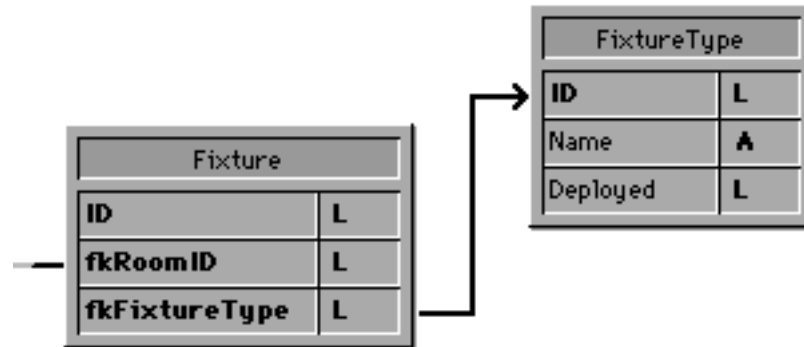 FixtureType
ID L
Name A
Deployed L
Fixture
ID L
fkRoomID L
fkFixtureType L